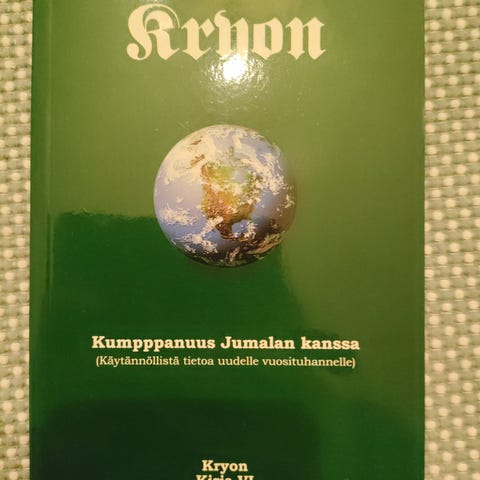 Kryon
Kumpppanuus Jumalan kanssa
(Käytännöllistä tietoa uudelle vuosituhannelle)
Kryon
Kirja VI